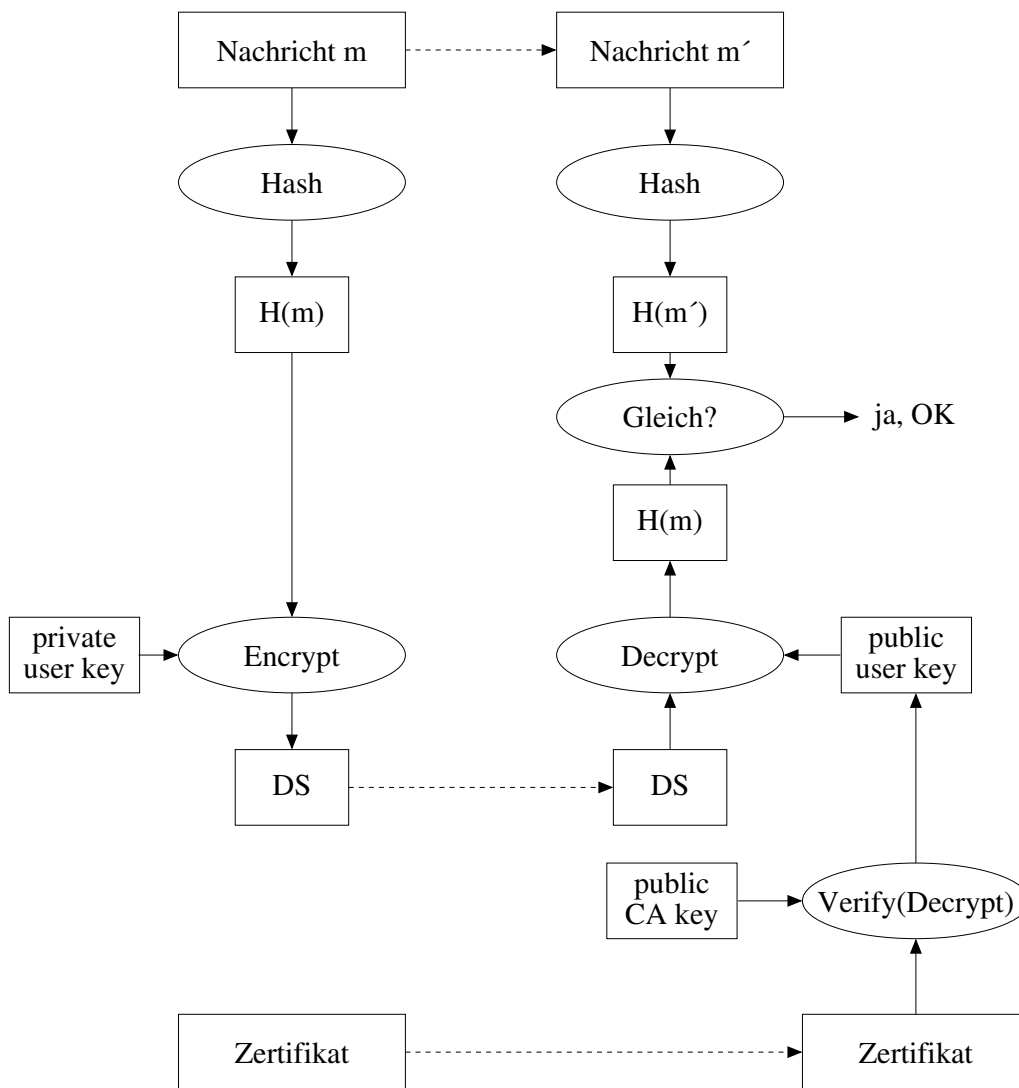 Nachricht m
Nachricht m´
Hash
Hash
H(m)
H(m´)
Gleich?
ja, OK
H(m)
private
user key
Encrypt
Decrypt
public
user key
DS
DS
public
CA key
Verify(Decrypt)
Zertifikat
Zertifikat